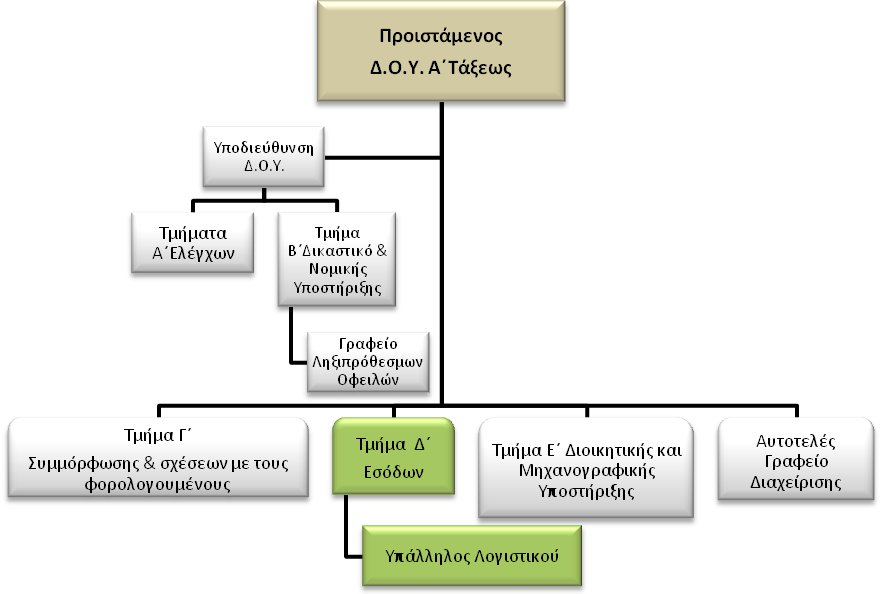 Προιστάμενος
Δ.Ο.Υ. Α΄Τάξεως
Υποδιεύθυνση
Δ.Ο.Υ.
Τμήματα
Α΄Ελέγχων
Τμήμα
Β΄Δικαστικό &
Νομικής
Υποστήριξης
Γραφείο
Ληξιπρόθεσμων
Οφειλών
Τμήμα Γ΄
Συμμόρφωσης & σχέσεων με τους
φορολογουμένους
Τμήμα Δ΄
Εσόδων
Τμήμα Ε΄ Διοικητικής και
Μηχανογραφικής
Υποστήριξης
Αυτοτελές
Γραφείο
Διαχείρισης
Υπάλληλος Λογιστικού